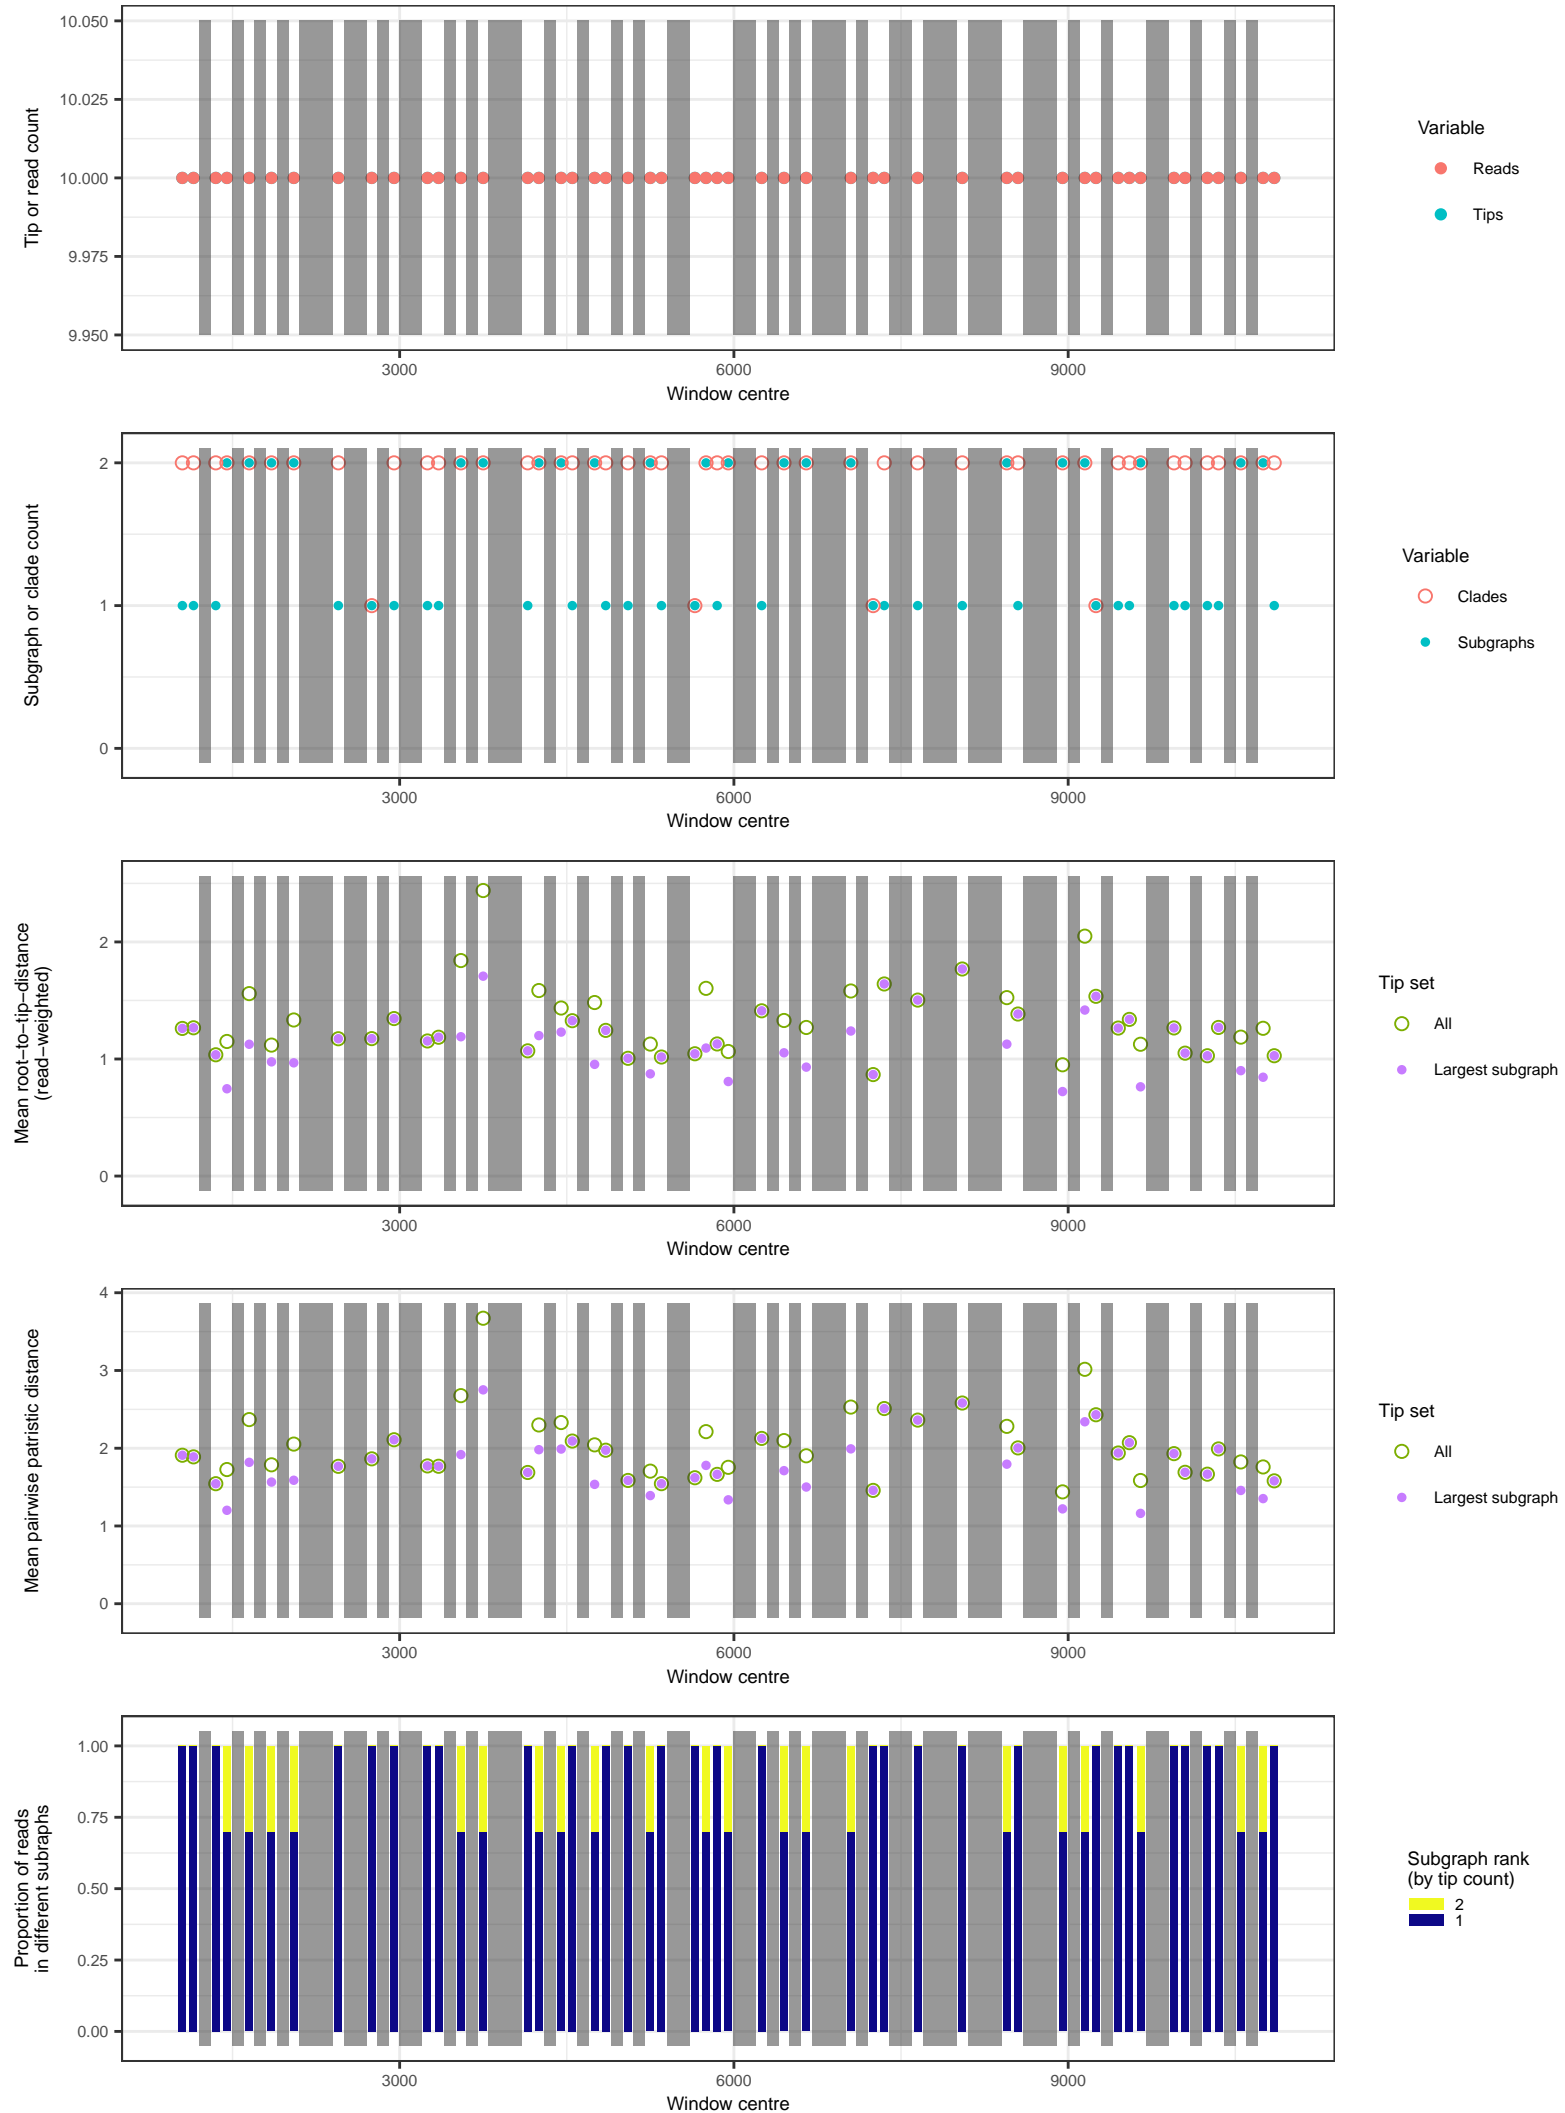 10.050
10.025
10.000
9.975
9.950
Tip or read count
3000
6000
9000
Window centre
Variable
Reads
Tips
2
1
0
Subgraph or clade count
3000
6000
9000
Window centre
Variable
Clades
Subgraphs
2
1
0
Mean root−to−tip−distance
(read−weighted)
3000
6000
9000
Window centre
Tip set
All
Largest subgraph
4
3
2
1
0
Mean pairwise patristic distance
3000
6000
9000
Window centre
Tip set
All
Largest subgraph
1.00
0.75
0.50
0.25
0.00
Proportion of reads
in different subraphs
3000
6000
9000
Window centre
Subgraph rank
(by tip count)
2
1